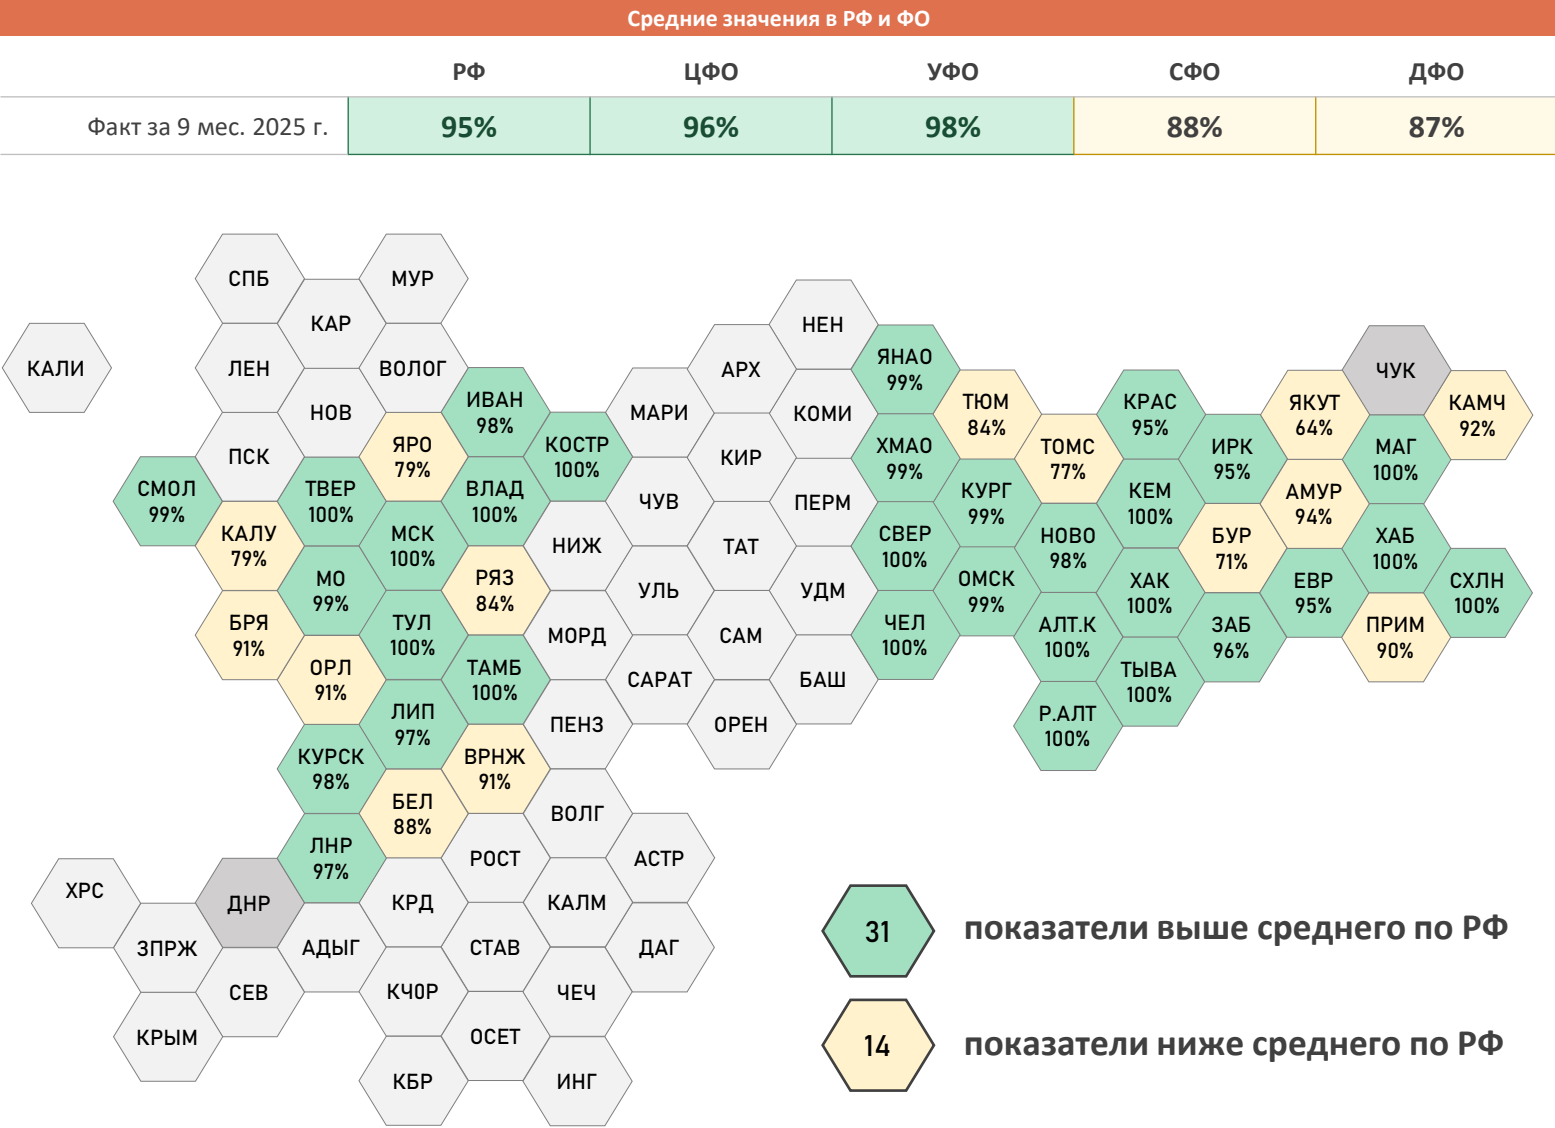 Средние значения в РФ и ФО
РФ ЦФО УФО СФО ДФО
Факт за 9 мес. 2025 г. 95% 96% 98% 88% 87%
СПБ
МУР
КАР
НЕН
КАЛИ
ЛЕН
ВОЛОГ
АРХ
ЯНАО
99%
ЧУК
НОВ
ИВАН
98%
МАРИ
КОМИ
ТЮМ
84%
КРАС
95%
ЯКУТ
64%
КАМЧ
92%
ПСК
ЯРО
79%
КОСТР
100%
КИР
ХМАО
99%
ТОМС
77%
ИРК
95%
МАГ
100%
СМОЛ
99%
ТВЕР
100%
ВЛАД
100%
ЧУВ
ПЕРМ
КУРГ
99%
КЕМ
100%
АМУР
94%
КАЛУ
79%
МСК
100%
НИЖ
ТАТ
СВЕР
100%
НОВО
98%
БУР
71%
ХАБ
100%
МО
99%
РЯЗ
84%
УЛЬ
УДМ
ОМСК
99%
ХАК
100%
ЕВР
95%
СХЛН
100%
БРЯ
91%
ТУЛ
100%
МОРД
САМ
ЧЕЛ
100%
АЛТ.К
100%
ЗАБ
96%
ПРИМ
90%
ОРЛ
91%
ТАМБ
100%
САРАТ
БАШ
ТЫВА
100%
ЛИП
97%
ПЕНЗ
ОРЕН
Р.АЛТ
100%
КУРСК
98%
ВРНЖ
91%
БЕЛ
88%
ВОЛГ
ЛНР
97%
РОСТ
АСТР
ХРС
ДНР
КРД
КАЛМ
ЗПРЖ
АДЫГ
СТАВ
ДАГ
СЕВ
КЧОР
ЧЕЧ
КРЫМ
ОСЕТ
КБР
ИНГ
31 показатели выше среднего по РФ
14 показатели ниже среднего по РФ